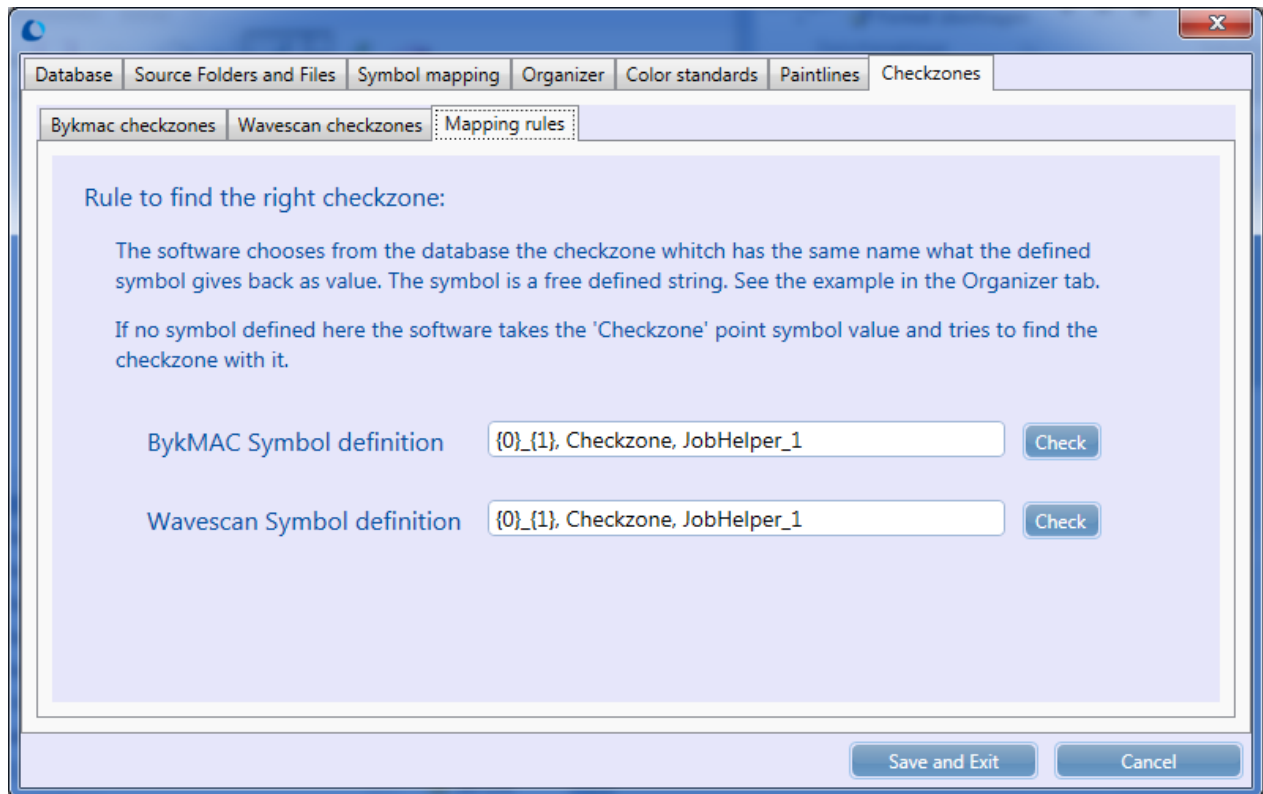 Database Source Folders and Files Symbol mapping Organizer Color standards Paintlines Checkzones
Bykmac checkzones Wavescan checkzones Mapping rules
Rule to find the right checkzone:
The software chooses from the database the checkzone whitch has the same name what the defined
symbol gives back as value. The symbol is a free defined string. See the example in the Organizer tab.
If no symbol defined here the software takes the 'Checkzone' point symbol value and tries to find the
checkzone with it.
BykMAC Symbol definition {0}_{1}, Checkzone, JobHelper_1 Check
Wavescan Symbol definition {0}_{1}, Checkzone, JobHelper_1 Check
Save and Exit Cancel